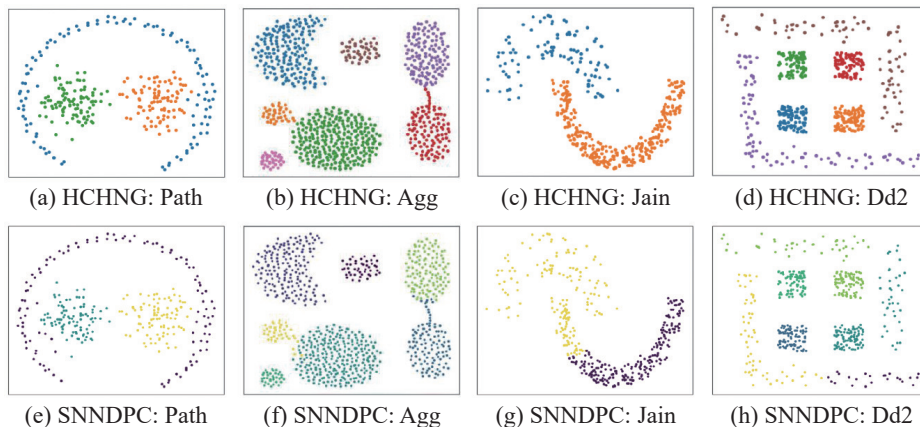 (a) HCHNG: Path
(b) HCHNG: Agg
(c) HCHNG: Jain
(d) HCHNG: Dd2
(e) SNNDPC: Path
(f) SNNDPC: Agg
(g) SNNDPC: Jain
(h) SNNDPC: Dd2